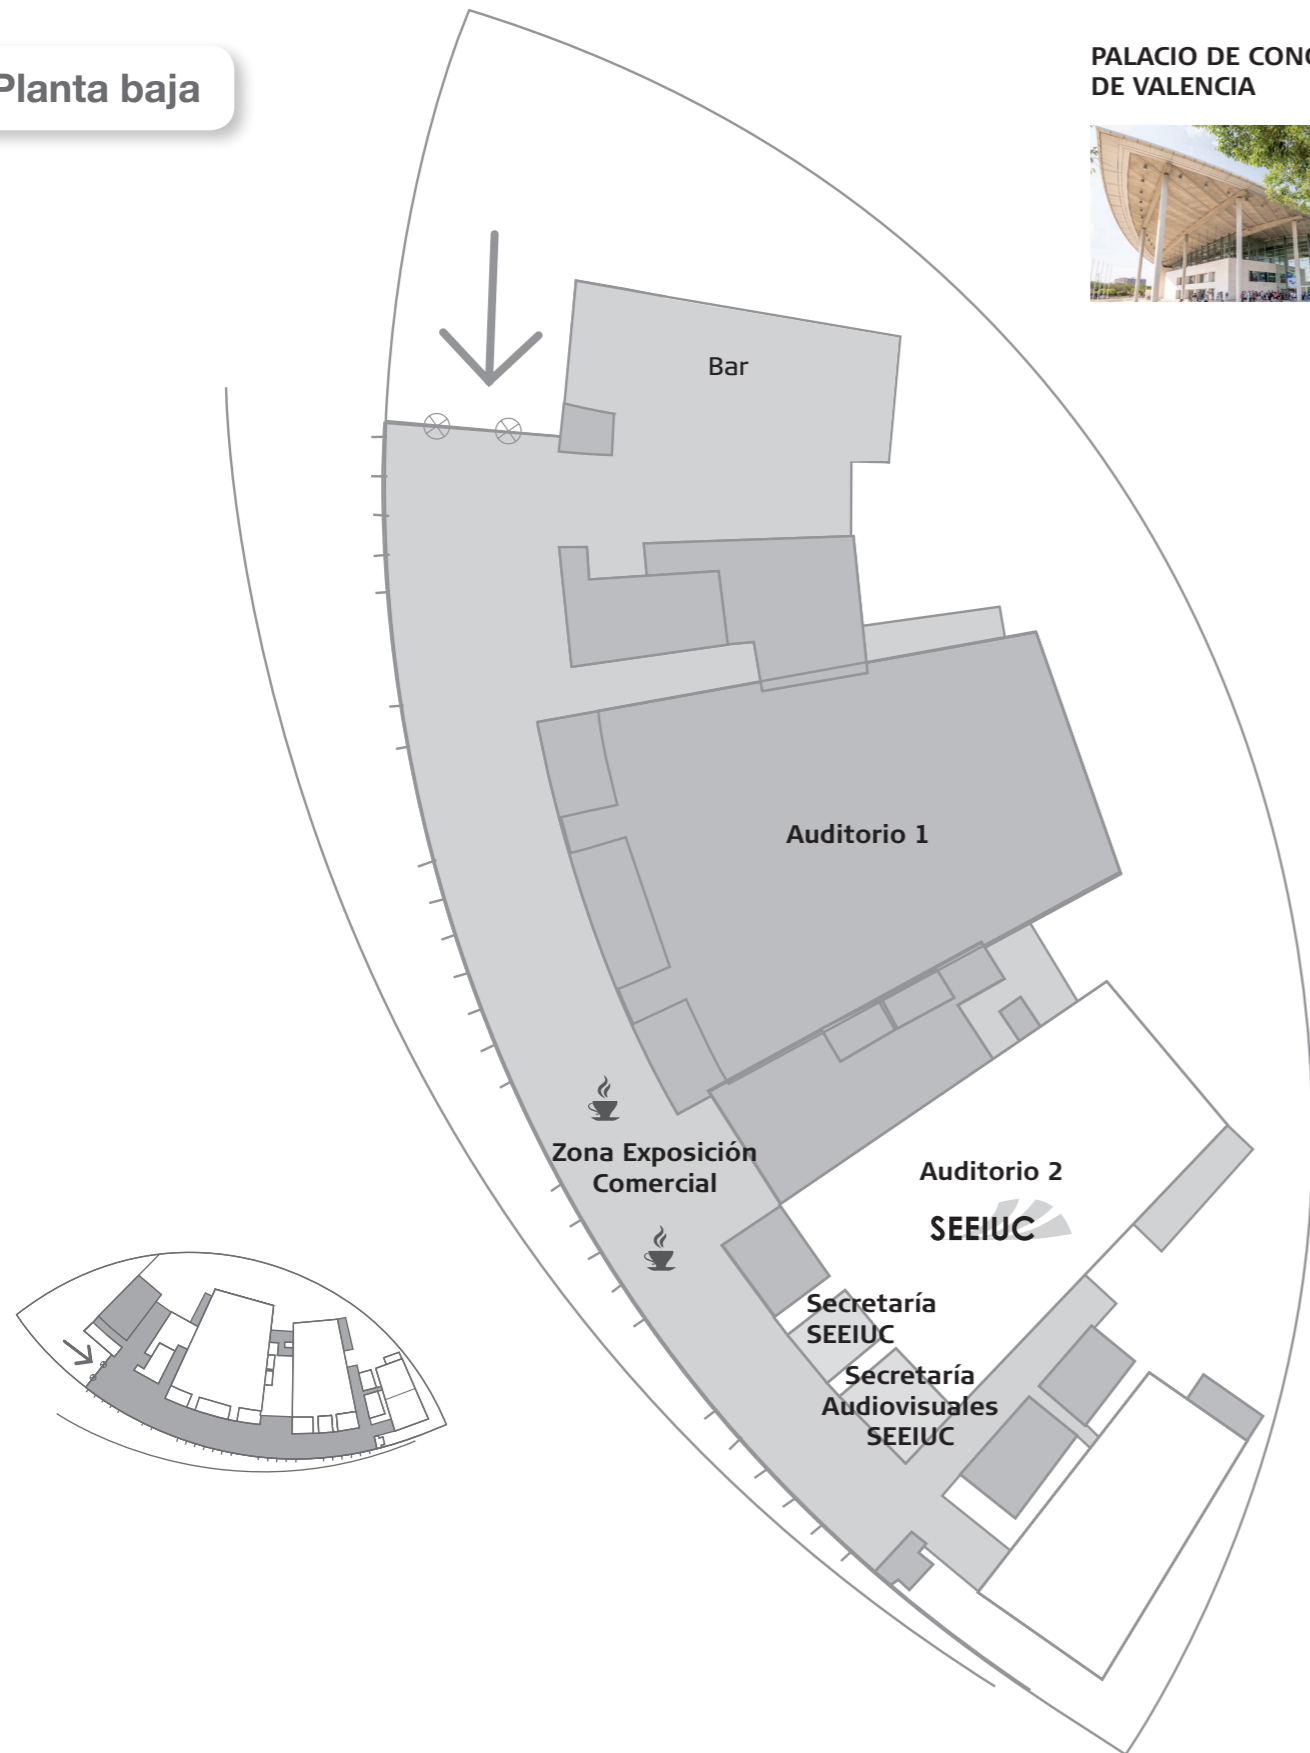 Planta baja
PALACIO DE CONG
DE VALENCIA
Bar
Auditorio 1
Zona Exposición
Comercial
Auditorio 2
SEEIUC
Secretaría
SEEIUC
Secretaría
Audiovisuales
SEEIUC